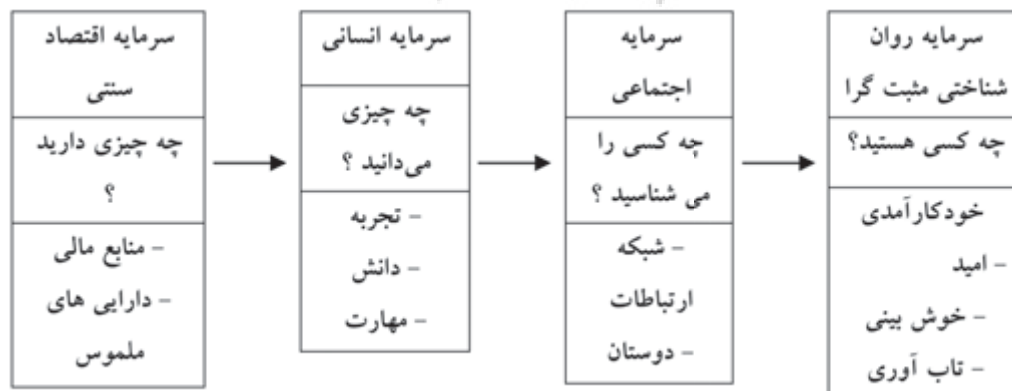 سرمایه اقتصاد
سنتی
چه چیزی دارید
؟
– منابع مالی
– دارایی های
ملموس
سرمایه انسانی
چه چیزی
می‌دانید ؟
– تجربه
– دانش
– مهارت
سرمایه
اجتماعی
چه کسی را
می شناسید ؟
– شبکه
ارتباطات
– دوستان
سرمایه روان
شناختی مثبت گرا
چه کسی هستید؟
خودکارآمدی
– امید
– خوش بینی
– تاب آوری